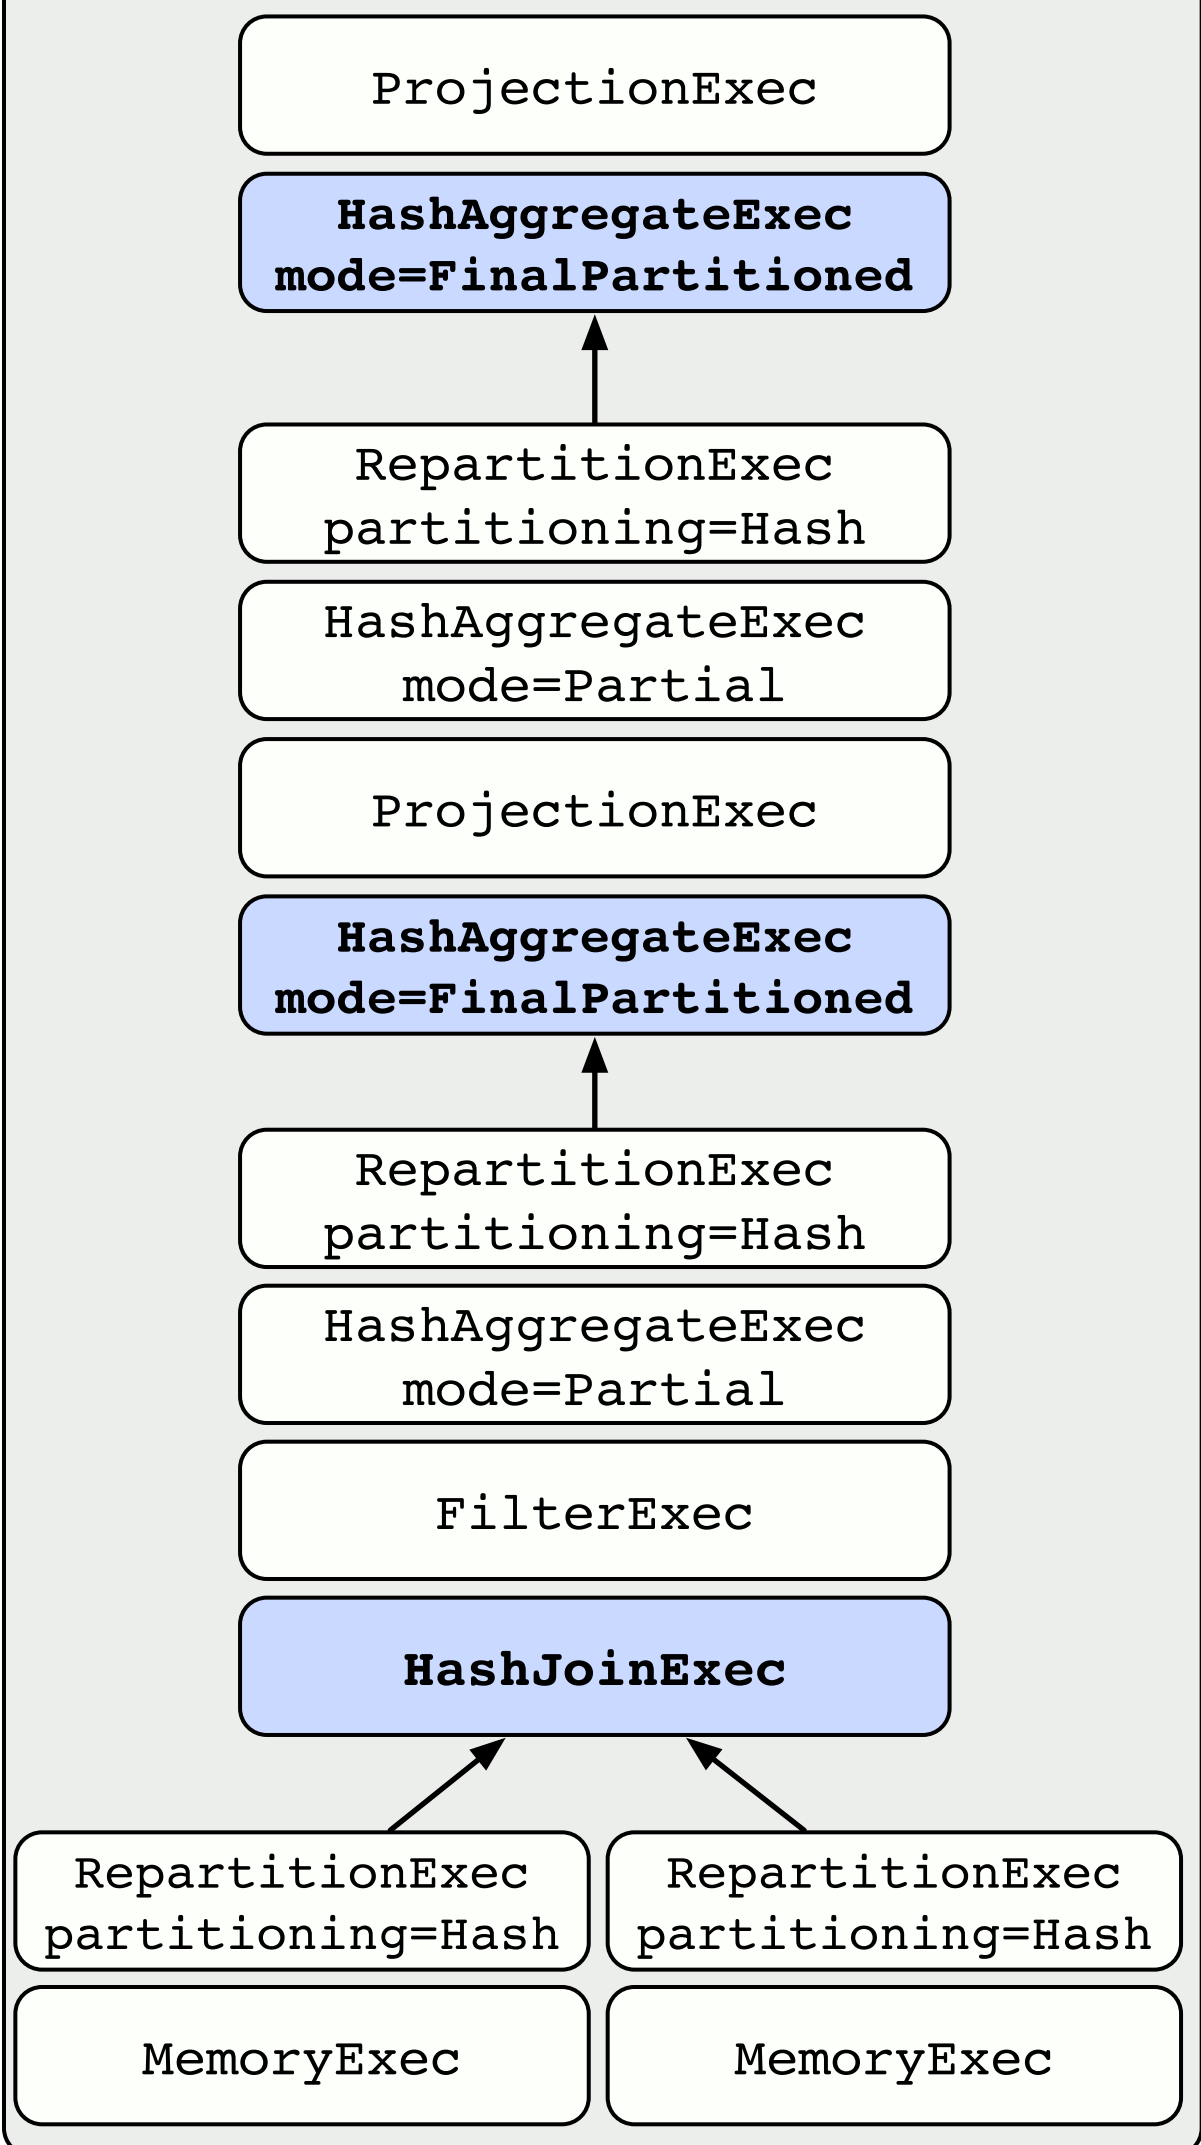 ProjectionExec
HashAggregateExec
mode=FinalPartitioned
RepartitionExec
partitioning=Hash
HashAggregateExec
mode=Partial
ProjectionExec
HashAggregateExec
mode=FinalPartitioned
RepartitionExec
partitioning=Hash
HashAggregateExec
mode=Partial
FilterExec
HashJoinExec
RepartitionExec
partitioning=Hash
RepartitionExec
partitioning=Hash
MemoryExec
MemoryExec